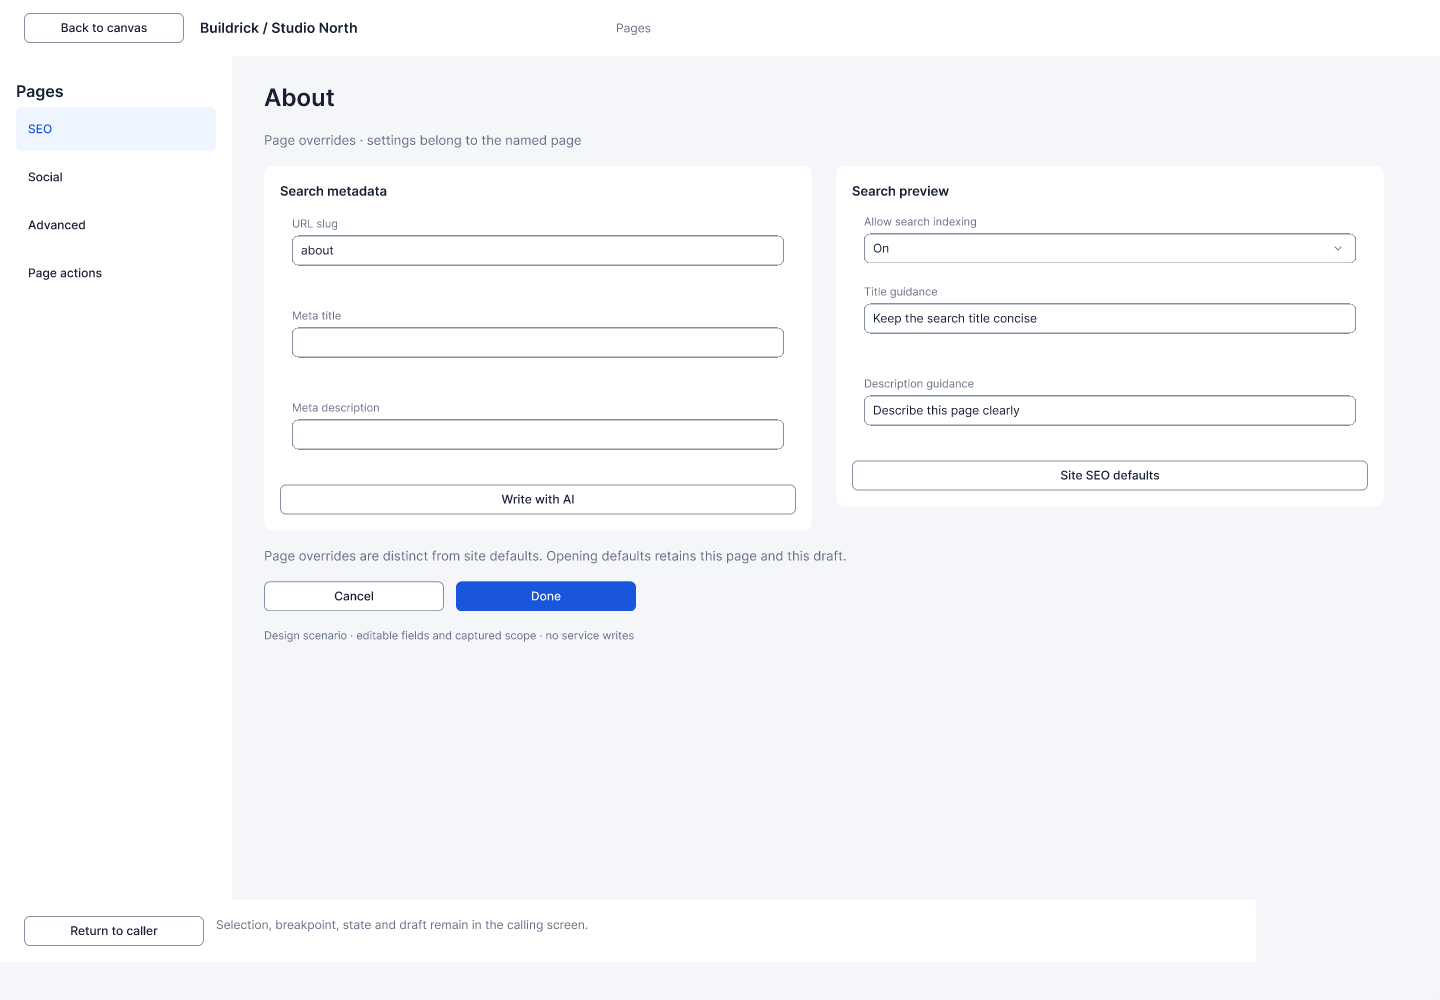 Back to canvas
Buildrick / Studio North
Pages
Pages
SEO
Social
Advanced
Page actions
About
Page overrides · settings belong to the named page
Search metadata
URL slug
about
Meta title
Meta description
Write with AI
Search preview
Allow search indexing
On
Title guidance
Keep the search title concise
Description guidance
Describe this page clearly
Site SEO defaults
Page overrides are distinct from site defaults. Opening defaults retains this page and this draft.
Cancel
Done
Design scenario · editable fields and captured scope · no service writes
Return to caller
Selection, breakpoint, state and draft remain in the calling screen.